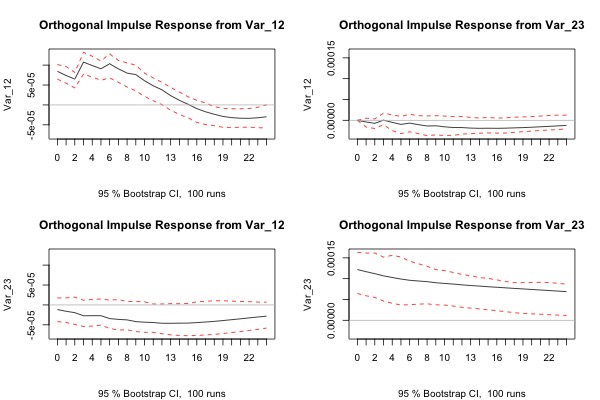 Orthogonal Impulse Response from Var_12
Var_12
5e-05
-5e-05
0 2 4 6 8 10 13 16 19 22
95 % Bootstrap CI, 100 runs
Orthogonal Impulse Response from Var_23
Var_12
0.00015
0.00000
0 2 4 6 8 10 13 16 19 22
95 % Bootstrap CI, 100 runs
Orthogonal Impulse Response from Var_12
Var_23
5e-05
-5e-05
0 2 4 6 8 10 13 16 19 22
95 % Bootstrap CI, 100 runs
Orthogonal Impulse Response from Var_23
Var_23
0.00015
0.00000
0 2 4 6 8 10 13 16 19 22
95 % Bootstrap CI, 100 runs